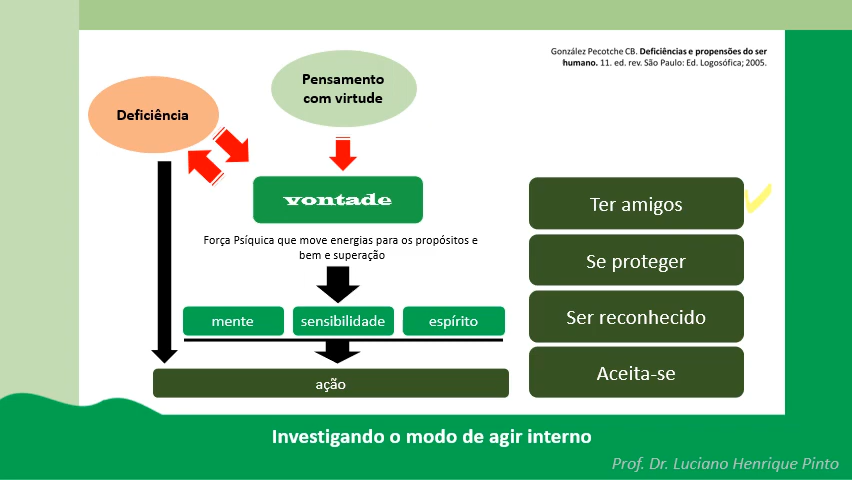 González Pecotche CB. Deficiências e propensões do ser
humano. 11. ed. rev. São Paulo: Ed. Logosófica; 2005.
Pensamento
com virtude
Deficiência
vontade
Força Psíquica que move energias para os propósitos e
bem e superação
mente
sensibilidade
espírito
ação
Ter amigos
Se proteger
Ser reconhecido
Aceita-se
Investigando o modo de agir interno
Prof. Dr. Luciano Henrique Pinto